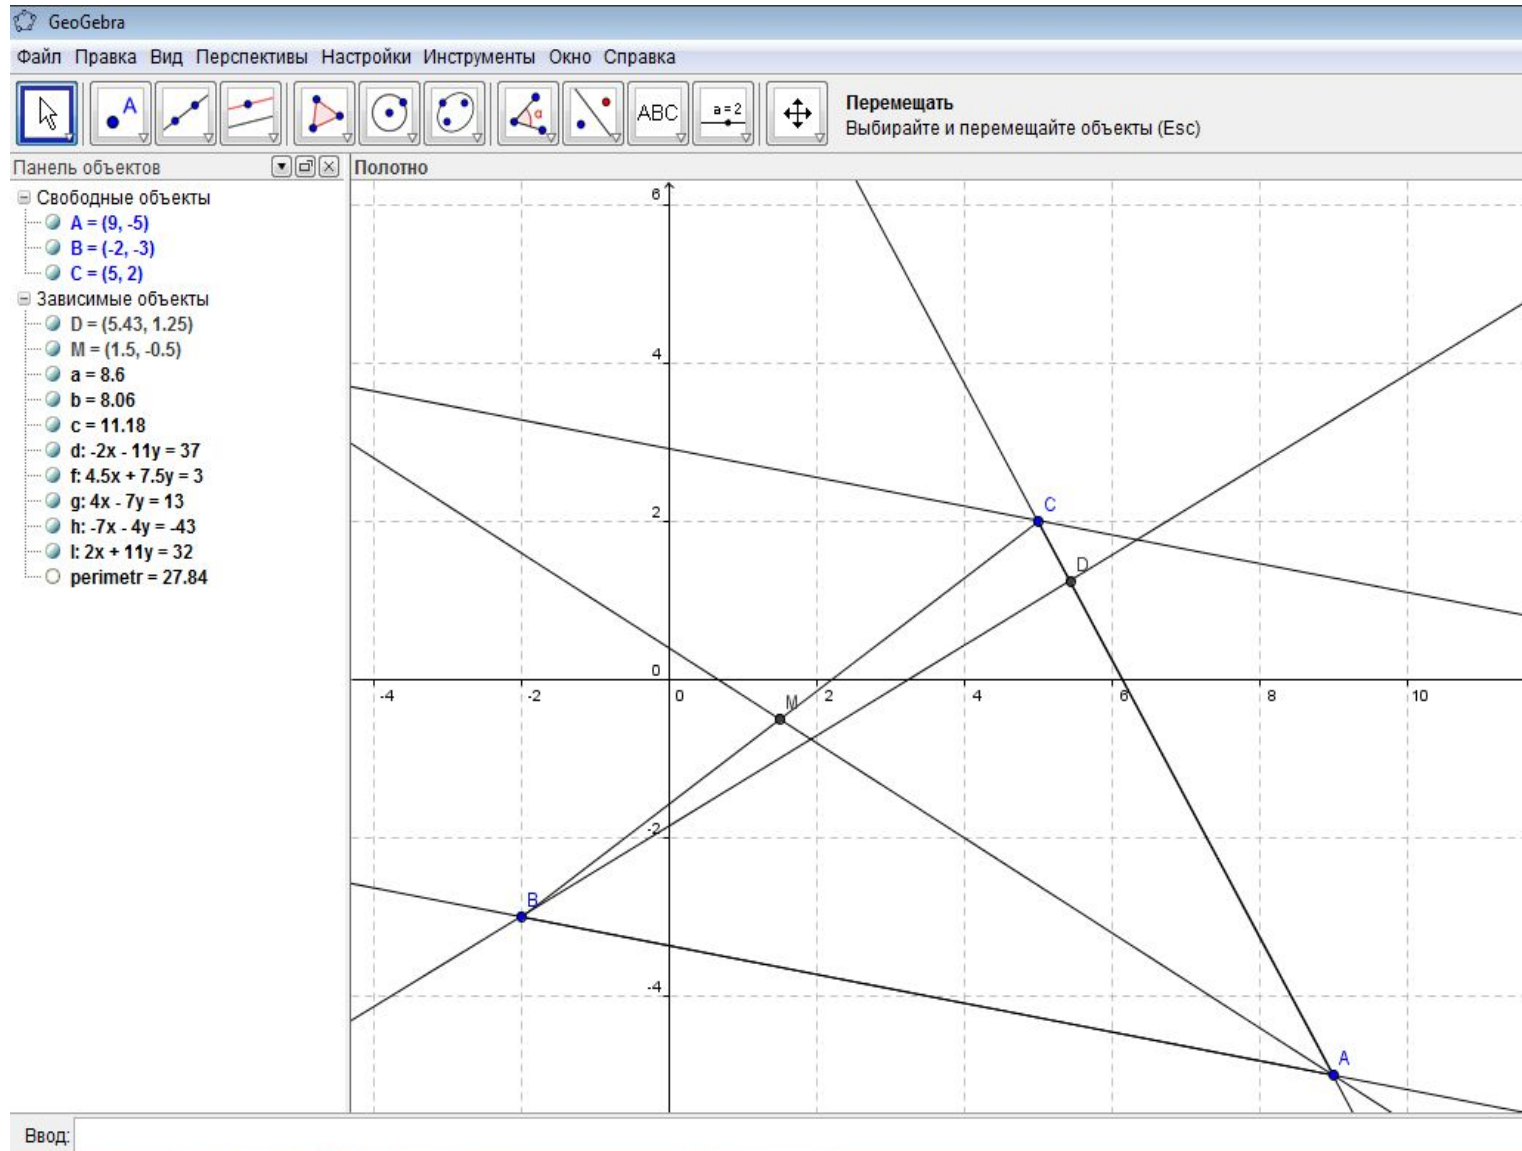 GeoGebra
Файл Правка Вид Перспективы Настройки Инструменты Окно Справка
A
α
ABC
a = 2
Перемещать
Выбирайте и перемещайте объекты (Esc)
Панель объектов
Полотно
Свободные объекты
A = (9, -5)
B = (-2, -3)
C = (5, 2)
Зависимые объекты
D = (5.43, 1.25)
M = (1.5, -0.5)
a = 8.6
b = 8.06
c = 11.18
d: -2x - 11y = 37
f: 4.5x + 7.5y = 3
g: 4x - 7y = 13
h: -7x - 4y = -43
l: 2x + 11y = 32
perimetr = 27.84
6
4
C
2
D
0
-4 -2 0 2 4 6 8 10
M
-2
B
-4
A
Ввод: